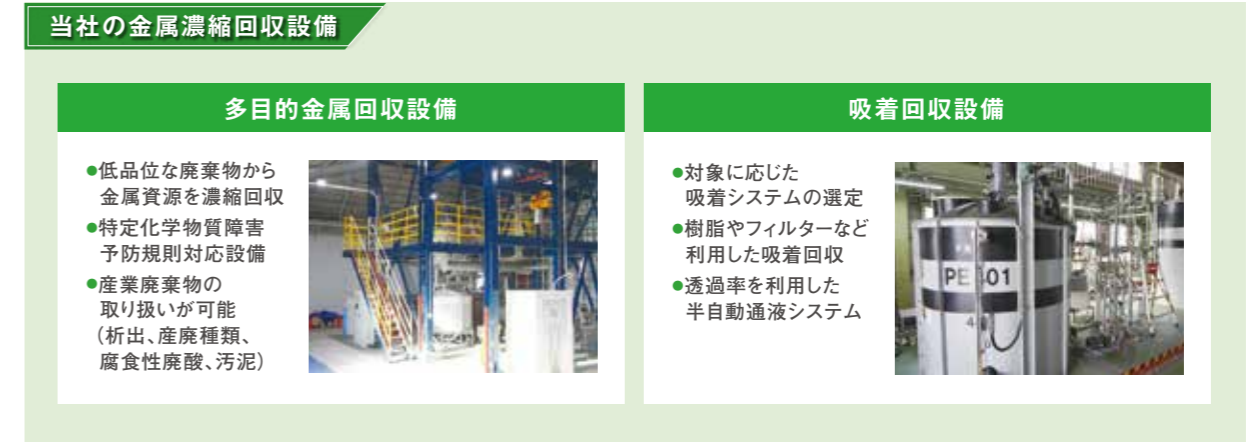 当社の金属濃縮回収設備
多目的金属回収設備
●低品位な廃棄物から
金属資源を濃縮回収
●特定化学物質障害
予防規則対応設備
●産業廃棄物の
取り扱いが可能
(析出、産廃種類、
腐食性廃酸、汚泥)
吸着回収設備
●対象に応じた
吸着システムの選定
●樹脂やフィルターなど
利用した吸着回収
●透過率を利用した
半自動通液システム